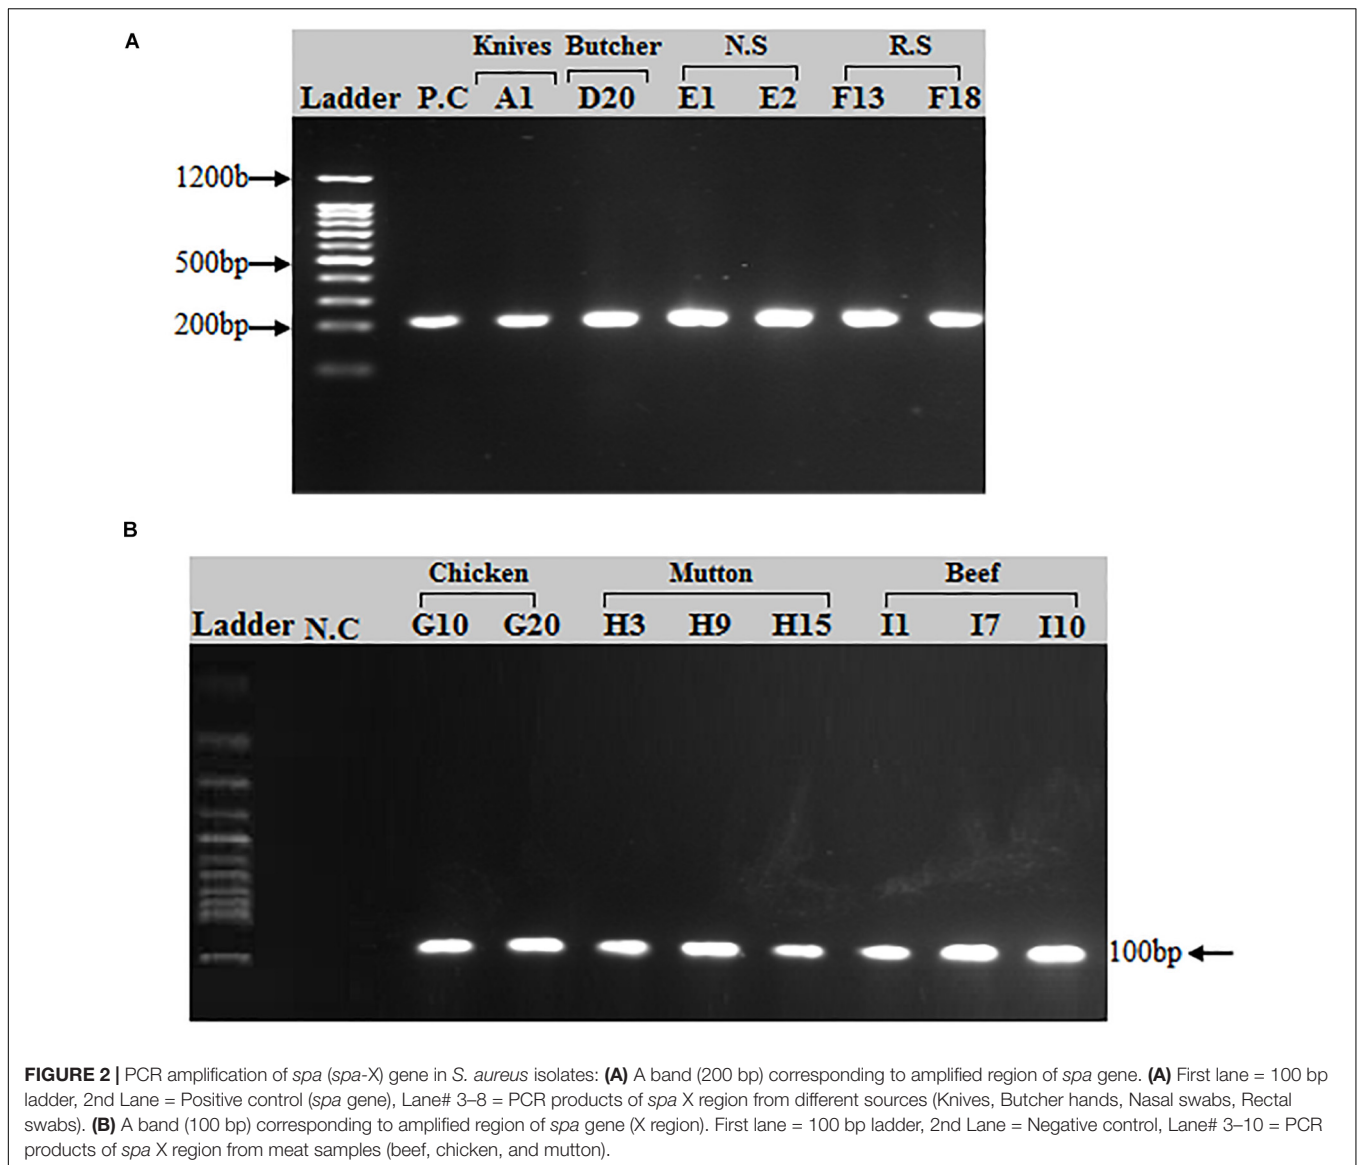 A
Knives Butcher N.S R.S
Ladder P.C A1 D20 E1 E2 F13 F18
1200b
500bp
200bp
B
Chicken Mutton Beef
Ladder N.C G10 G20 H3 H9 H15 I1 I7 I10
100bp
FIGURE 2 | PCR amplification of spa (spa-X) gene in S. aureus isolates: (A) A band (200 bp) corresponding to amplified region of spa gene. (A) First lane = 100 bp
ladder, 2nd Lane = Positive control (spa gene), Lane# 3–8 = PCR products of spa X region from different sources (Knives, Butcher hands, Nasal swabs, Rectal
swabs). (B) A band (100 bp) corresponding to amplified region of spa gene (X region). First lane = 100 bp ladder, 2nd Lane = Negative control, Lane# 3–10 = PCR
products of spa X region from meat samples (beef, chicken, and mutton).